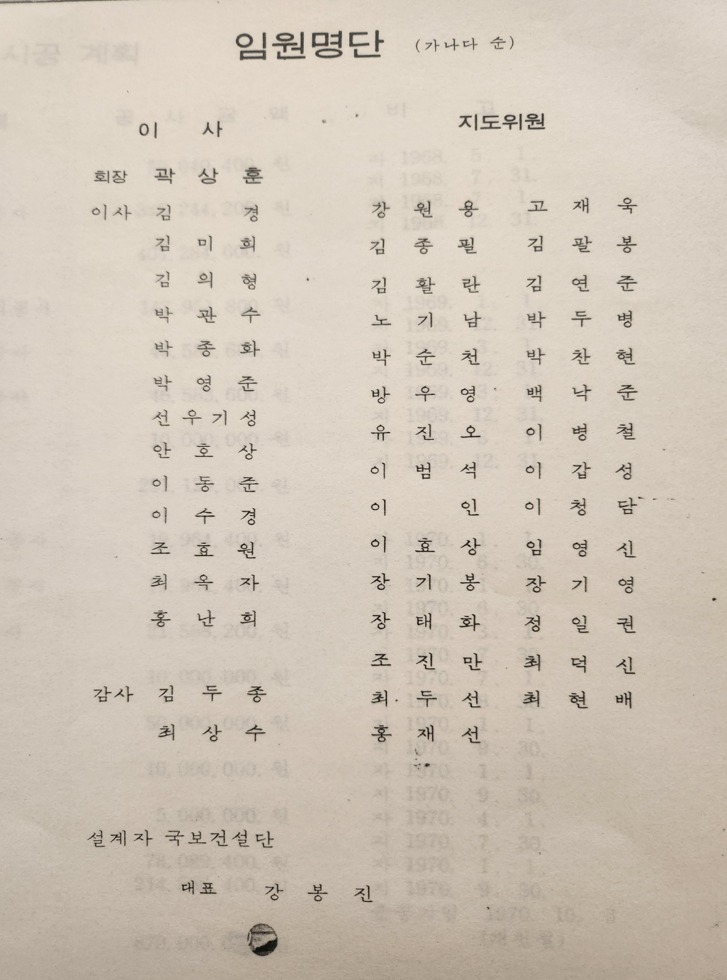 임원명단 (가나다 순)
이 사
회장 곽상훈
이사 김 경
김미희
김의형
박관수
박종화
박영준
선우기성
안호상
이동준
이수경
조효원
최옥자
홍난희
감사 김두종
최상수
지도위원
강원용 고재욱
김종필 김팔봉
김활란 김연준
노기남 박두병
박순천 박찬현
방우영 백낙준
유진오 이병철
이범석 이갑성
이 인 이청담
이효상 임영신
장기봉 장기영
장태화 정일권
조진만 최덕신
최두선 최현배
홍재선
설계자 국보건설단
대표 강봉진